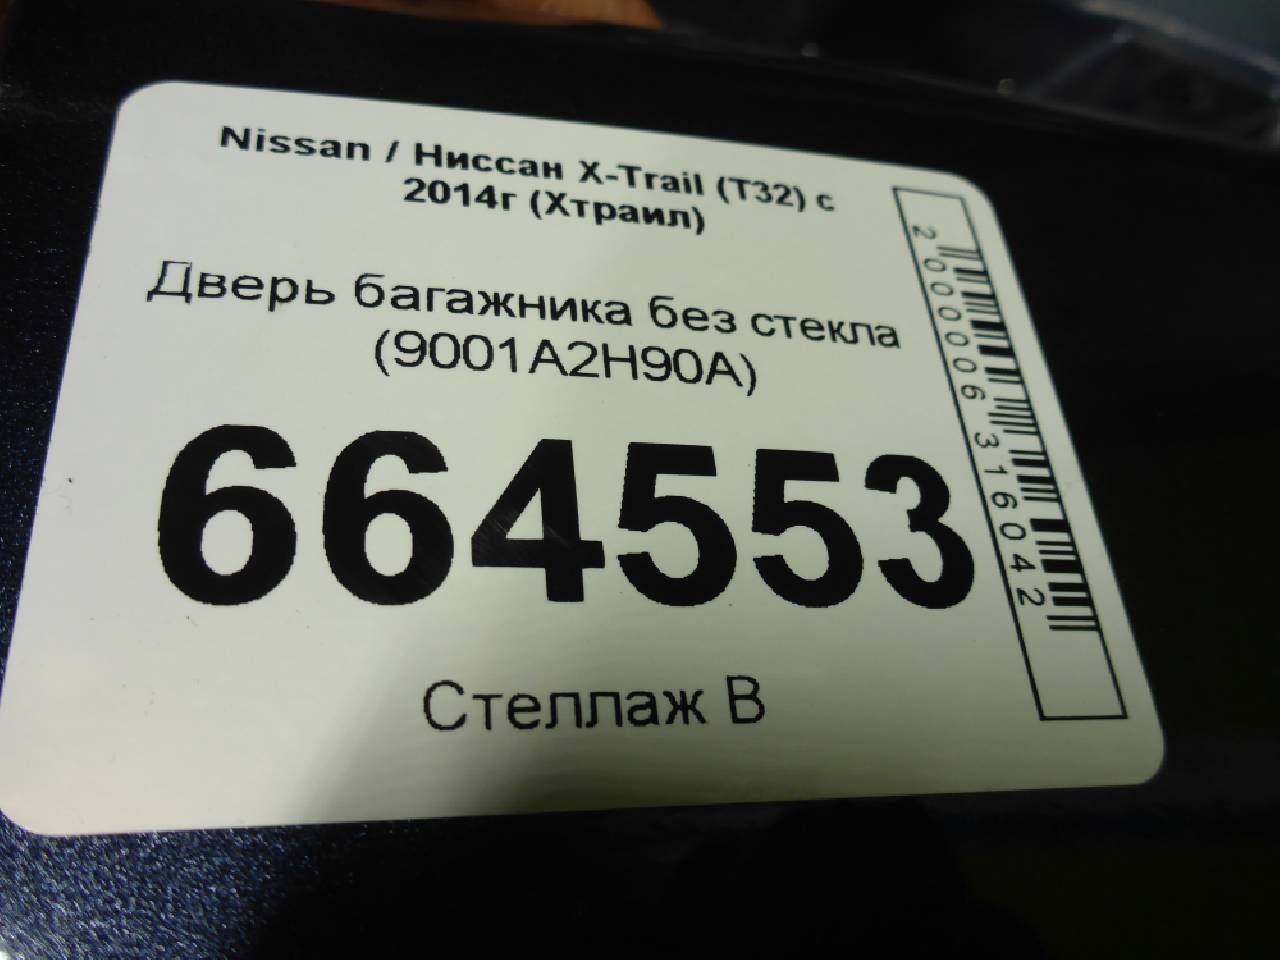 Nissan / Ниссан X-Trail (T32) с
2014г (Хтраил)
Дверь багажника без стекла
(9001A2H90A)
664553
Стеллаж B
2000006316042